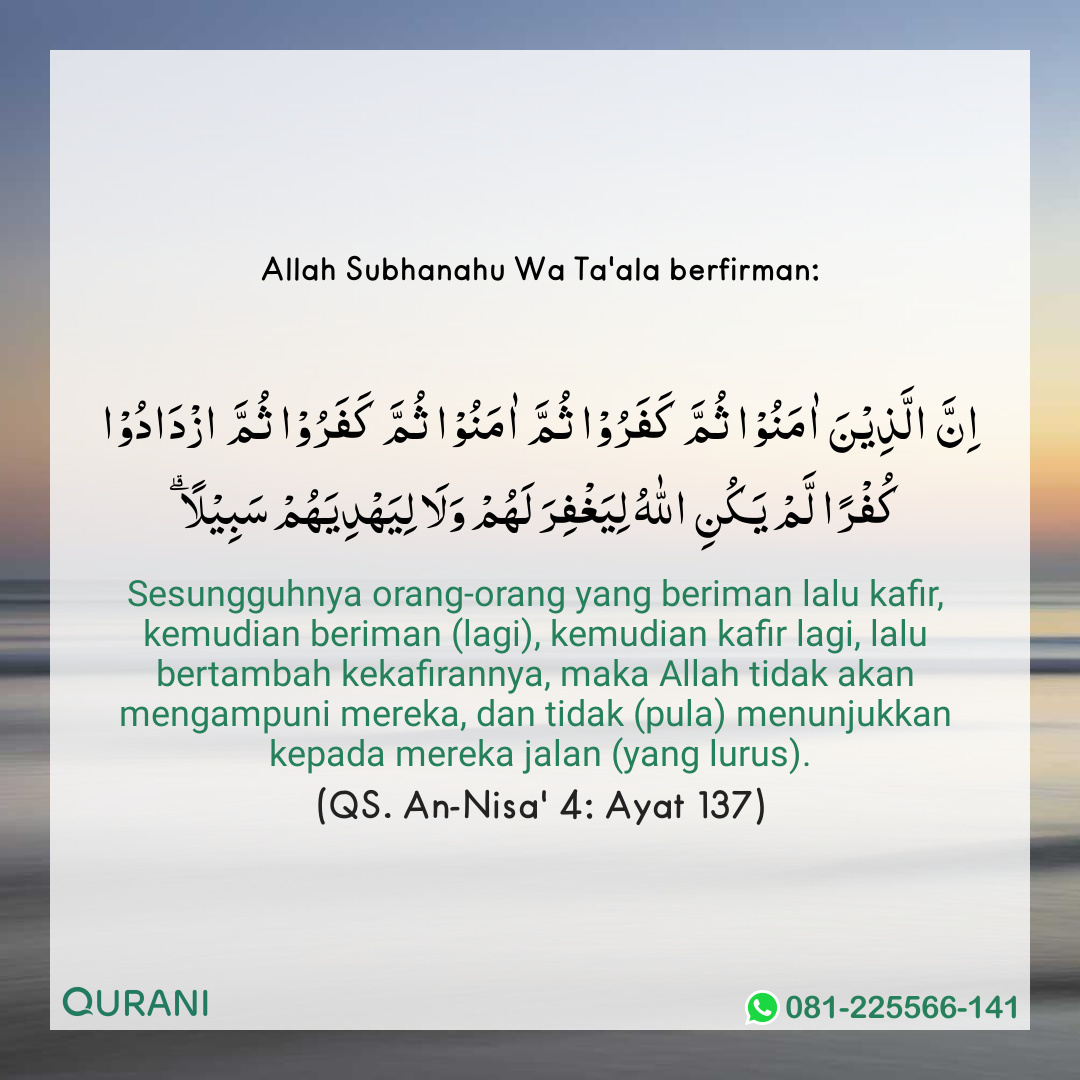 Allah Subhanahu Wa Ta'ala berfirman:
اِنَّ الَّذِيْنَ اٰمَنُوْا ثُمَّ كَفَرُوْا ثُمَّ اٰمَنُوْا ثُمَّ كَفَرُوْا ثُمَّ ازْدَادُوْا
كُفْرًا لَّمْ يَكُنِ اللّٰهُ لِيَغْفِرَ لَهُمْ وَلَا لِيَهْدِيَهُمْ سَبِيْلًاۗ
Sesungguhnya orang-orang yang beriman lalu kafir,
kemudian beriman (lagi), kemudian kafir lagi, lalu
bertambah kekafirannya, maka Allah tidak akan
mengampuni mereka, dan tidak (pula) menunjukkan
kepada mereka jalan (yang lurus).
(QS. An-Nisa' 4: Ayat 137)
QURANI
081-225566-141